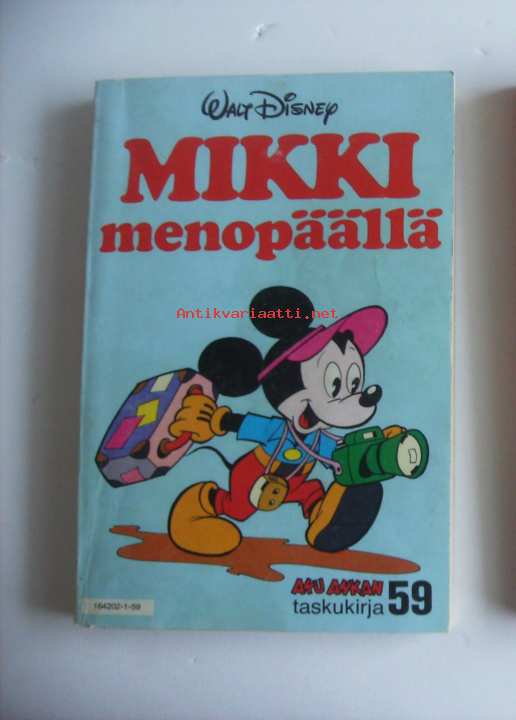 WALT DISNEY
MIKKI
menopäällä
Antikvariaatti.net
AKU ANKAN
taskukirja 59
164202-1-59